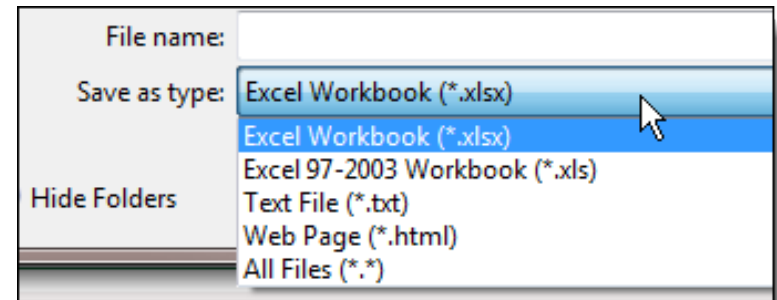 File name:
Save as type: Excel Workbook (*.xlsx)
Excel Workbook (*.xlsx)
Excel 97-2003 Workbook (*.xls)
Hide Folders
Text File (*.txt)
Web Page (*.html)
All Files (*.*)